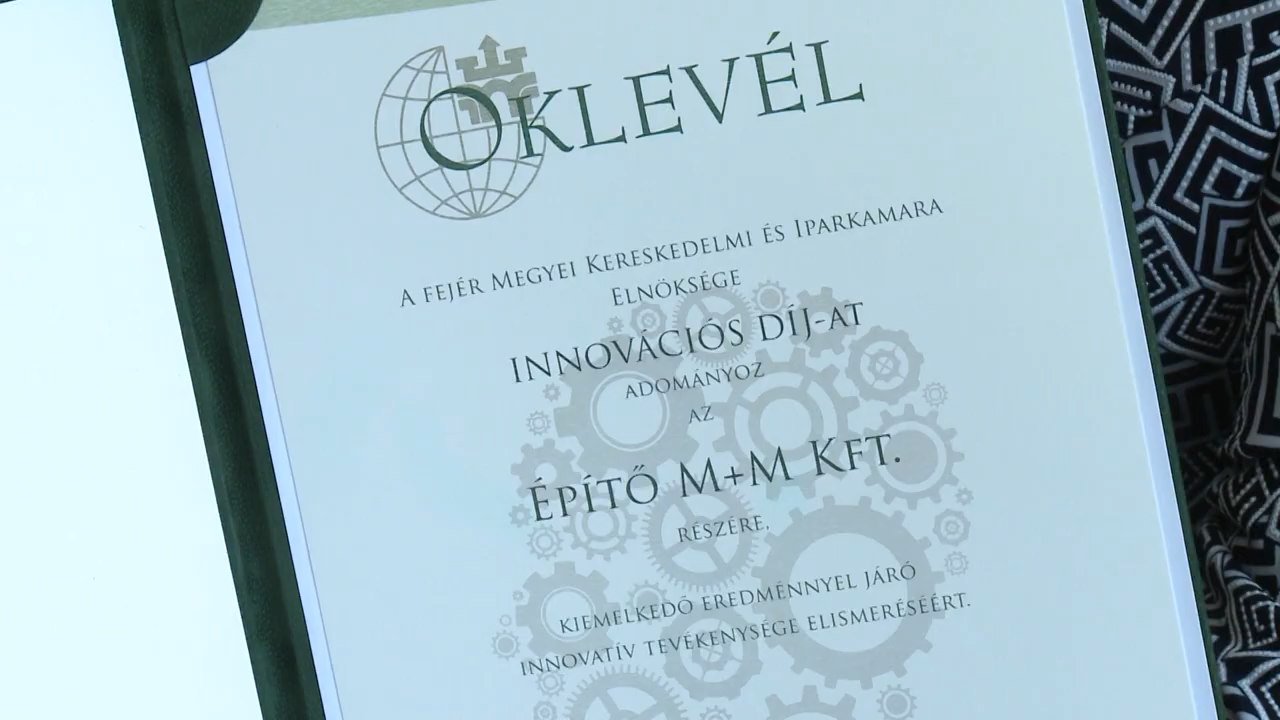 OKLEVÉL
A FEJÉR MEGYEI KERESKEDELMI ÉS IPARKAMARA
ELNÖKSÉGE
INNOVÁCIÓS DÍJ-AT
ADOMÁNYOZ
AZ
ÉPÍTŐ M+M KFT.
RÉSZÉRE,
KIEMELKEDŐ EREDMÉNNYEL JÁRÓ
INNOVATÍV TEVÉKENYSÉGE ELISMERÉSÉÉRT.